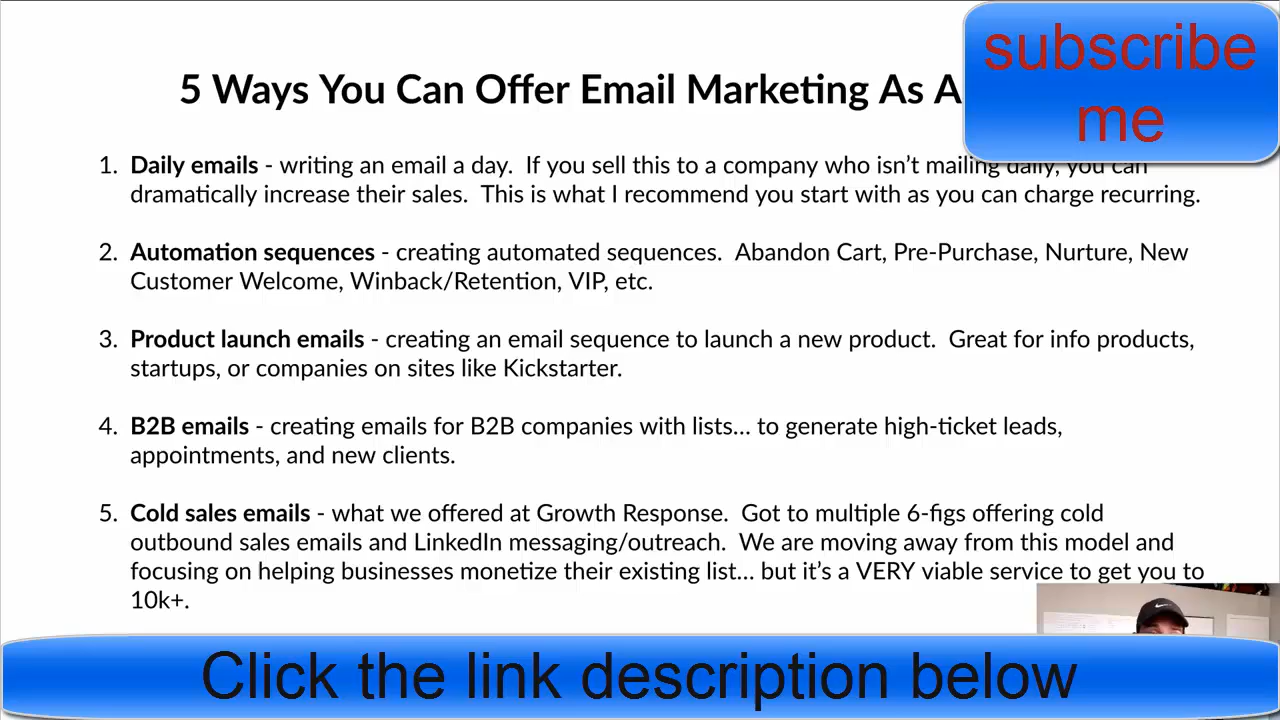 5 Ways You Can Offer Email Marketing As A
subscribe
me
1. Daily emails - writing an email a day. If you sell this to a company who isn't mailing daily, you can
dramatically increase their sales. This is what I recommend you start with as you can charge recurring.
2. Automation sequences - creating automated sequences. Abandon Cart, Pre-Purchase, Nurture, New
Customer Welcome, Winback/Retention, VIP, etc.
3. Product launch emails - creating an email sequence to launch a new product. Great for info products,
startups, or companies on sites like Kickstarter.
4. B2B emails - creating emails for B2B companies with lists... to generate high-ticket leads,
appointments, and new clients.
5. Cold sales emails - what we offered at Growth Response. Got to multiple 6-figs offering cold
outbound sales emails and LinkedIn messaging/outreach. We are moving away from this model and
focusing on helping businesses monetize their existing list... but it's a VERY viable service to get you to
10k+.
Click the link description below